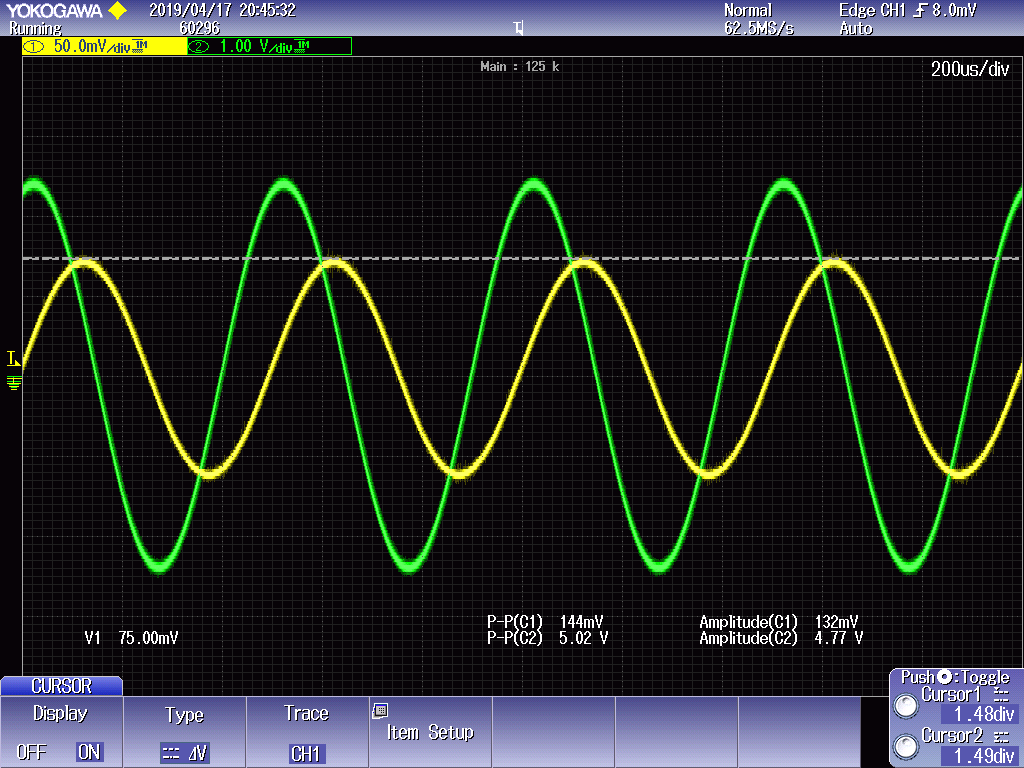 YOKOGAWA 2019/04/17 20:45:32 Normal Edge CH1 8.0mV
Running 60296 T 62.5MS/s Auto
1 50.0mV/div 1M 2 1.00 V/div 1M
Main : 125 k
200us/div
T
P-P(C1) 144mV Amplitude(C1) 132mV
V1 75.00mV P-P(C2) 5.02 V Amplitude(C2) 4.77 V
CURSOR
Push :Toggle
Cursor1
1.48div
Cursor2
1.49div
Display Type Trace Item Setup
OFF ON ΔV CH1